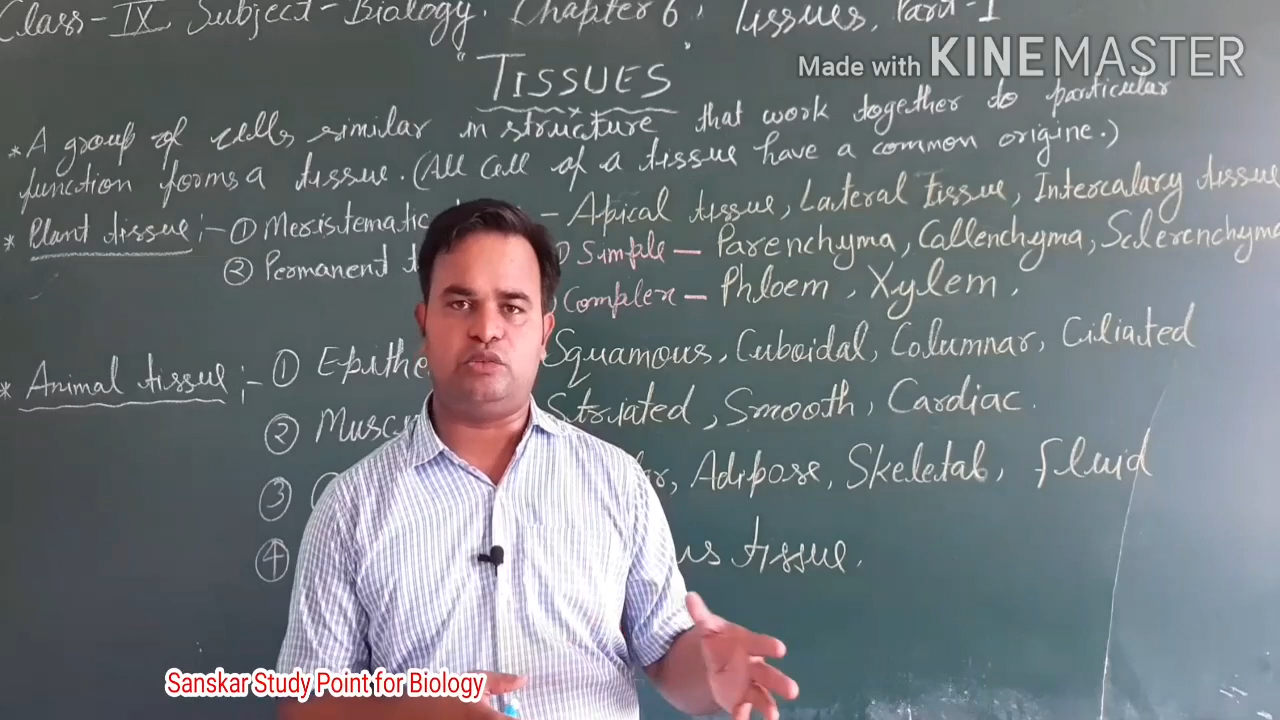 Class-IX Subject-Biology. Chapter 6, Tissues, Part-I
Made with KINEMASTER
"TISSUES"
* A group of cells similar in structure that work together to particular
function forms a tissue. (All Cell of a tissue have a common origine.)
* Plant tissue:- ① Meristematic - Apical tissue, Lateral tissue, Intercalary tissue
② Permanent ① Simple - Parenchyma, Collenchyma, Sclerenchyma
Complex - Phloem, Xylem.
* Animal tissue:- ① Squamous, Cuboidal, Columnar, Ciliated
② Striated, Smooth, Cardiac.
③ Adipose, Skeletal, fluid
④ tissue.
Sanskar Study Point for Biology